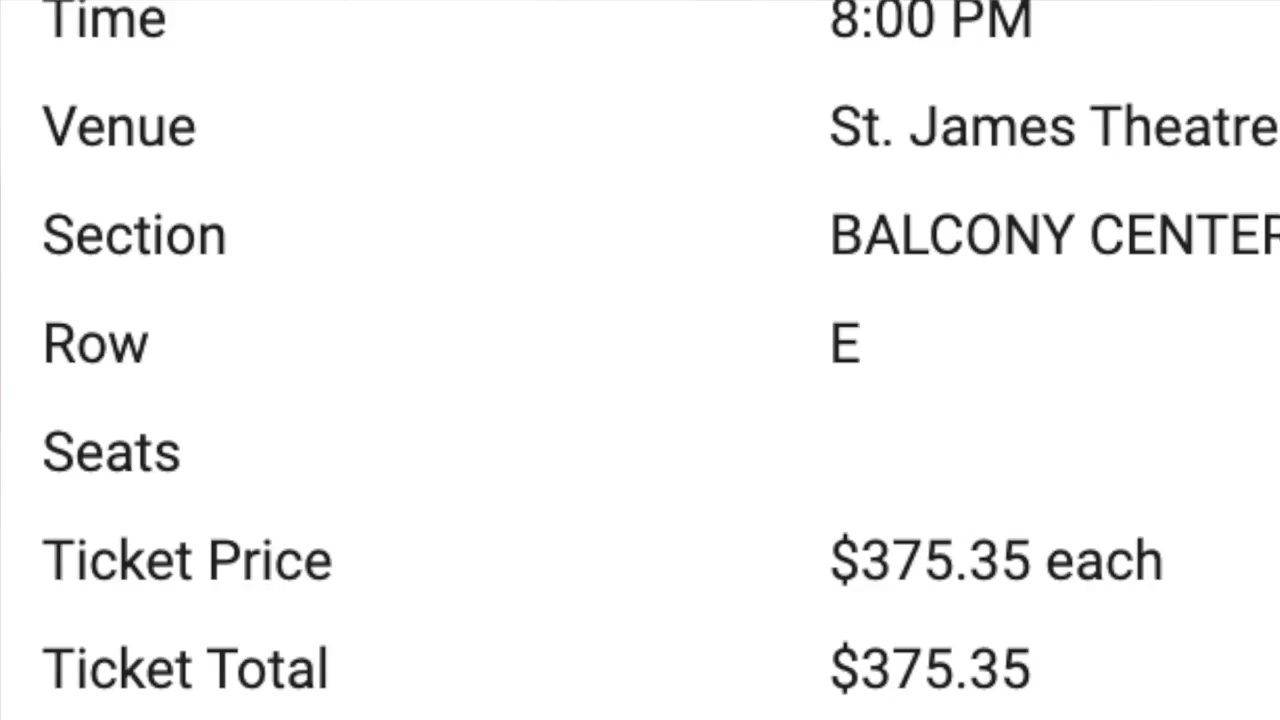 Time 8:00 PM
Venue St. James Theatre
Section BALCONY CENTER
Row E
Seats
Ticket Price $375.35 each
Ticket Total $375.35